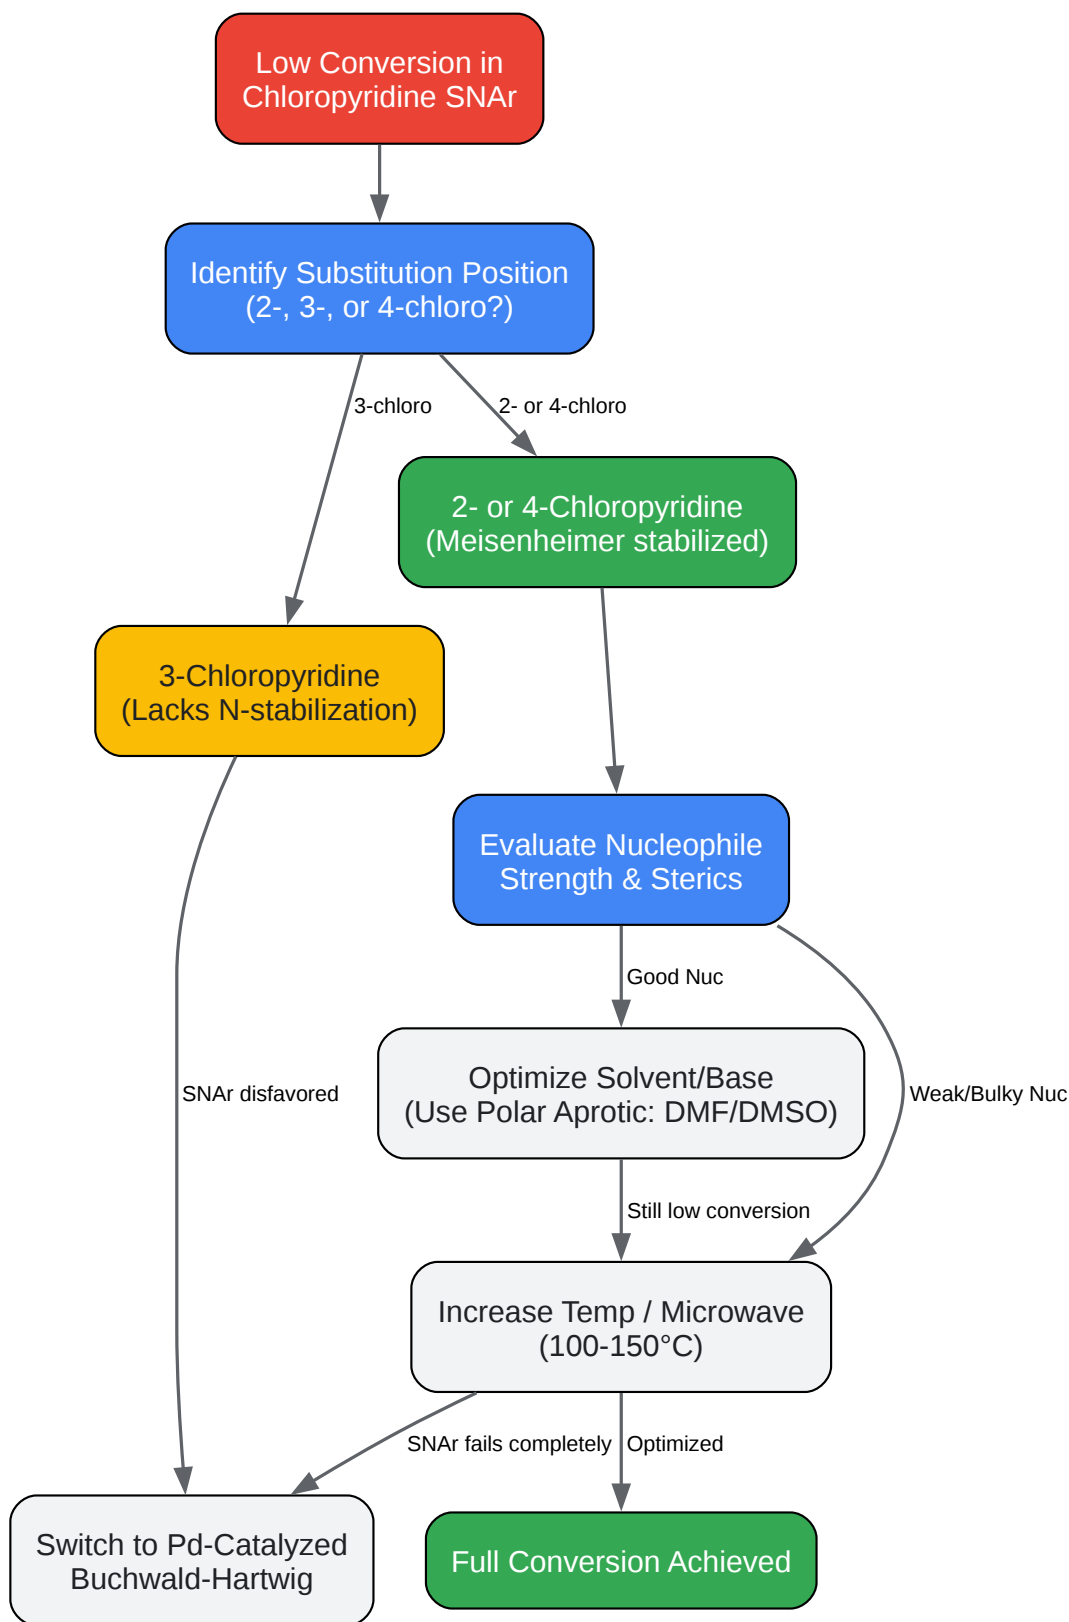 Low Conversion in
Chloropyridine SNAr
Identify Substitution Position
(2-, 3-, or 4-chloro?)
3-chloro
2- or 4-chloro
2- or 4-Chloropyridine
(Meisenheimer stabilized)
3-Chloropyridine
(Lacks N-stabilization)
Evaluate Nucleophile
Strength & Sterics
Good Nuc
Optimize Solvent/Base
(Use Polar Aprotic: DMF/DMSO)
SNAr disfavored
Weak/Bulky Nuc
Still low conversion
Increase Temp / Microwave
(100-150°C)
SNAr fails completely
Optimized
Switch to Pd-Catalyzed
Buchwald-Hartwig
Full Conversion Achieved